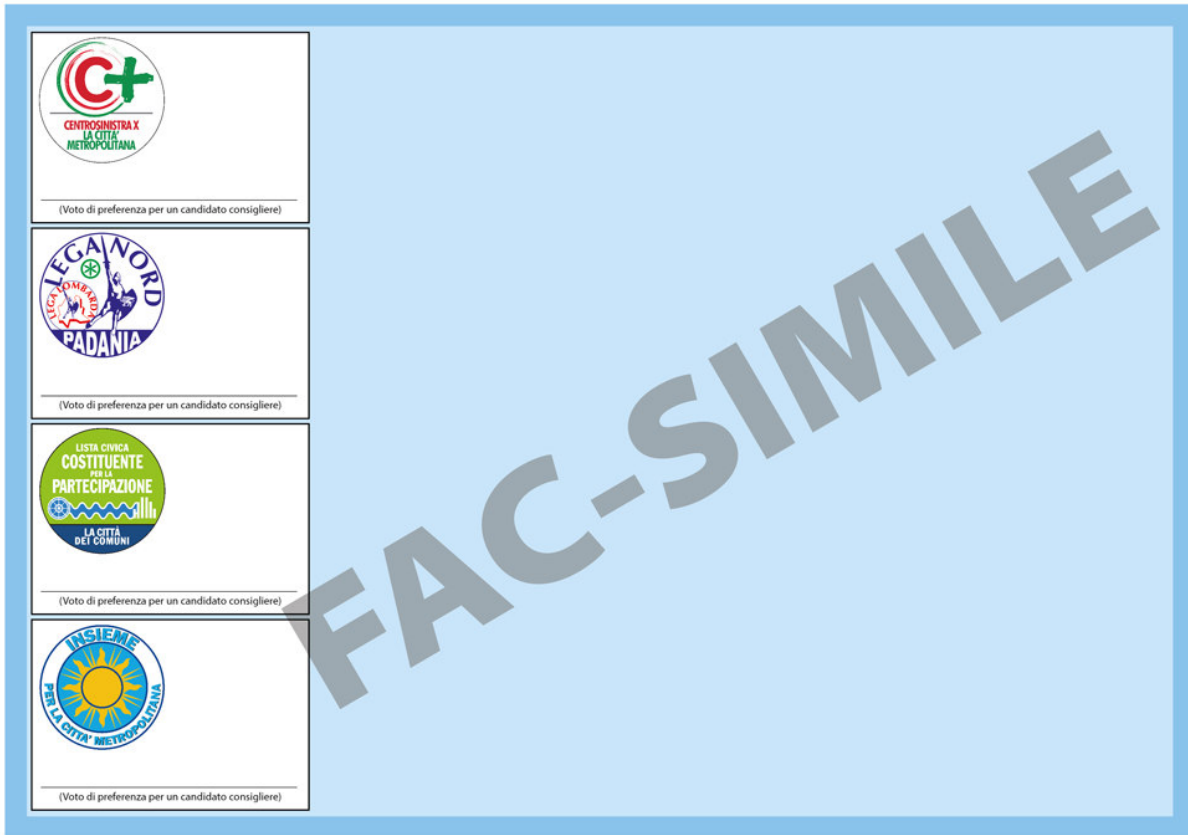 C+
CENTROSINISTRA X
LA CITTA'
METROPOLITANA
(Voto di preferenza per un candidato consigliere)
LEGA NORD
LEGA LOMBARDA
PADANIA
(Voto di preferenza per un candidato consigliere)
LISTA CIVICA
COSTITUENTE
PER LA
PARTECIPAZIONE
LA CITTÀ
DEI COMUNI
(Voto di preferenza per un candidato consigliere)
INSIEME
PER LA CITTA' METROPOLITANA
(Voto di preferenza per un candidato consigliere)
FAC-SIMILE